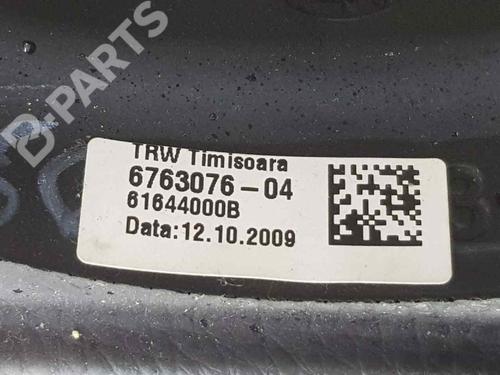 B-PARTS
TRW Timisoara
6763076-04
61644000B
Data:12.10.2009